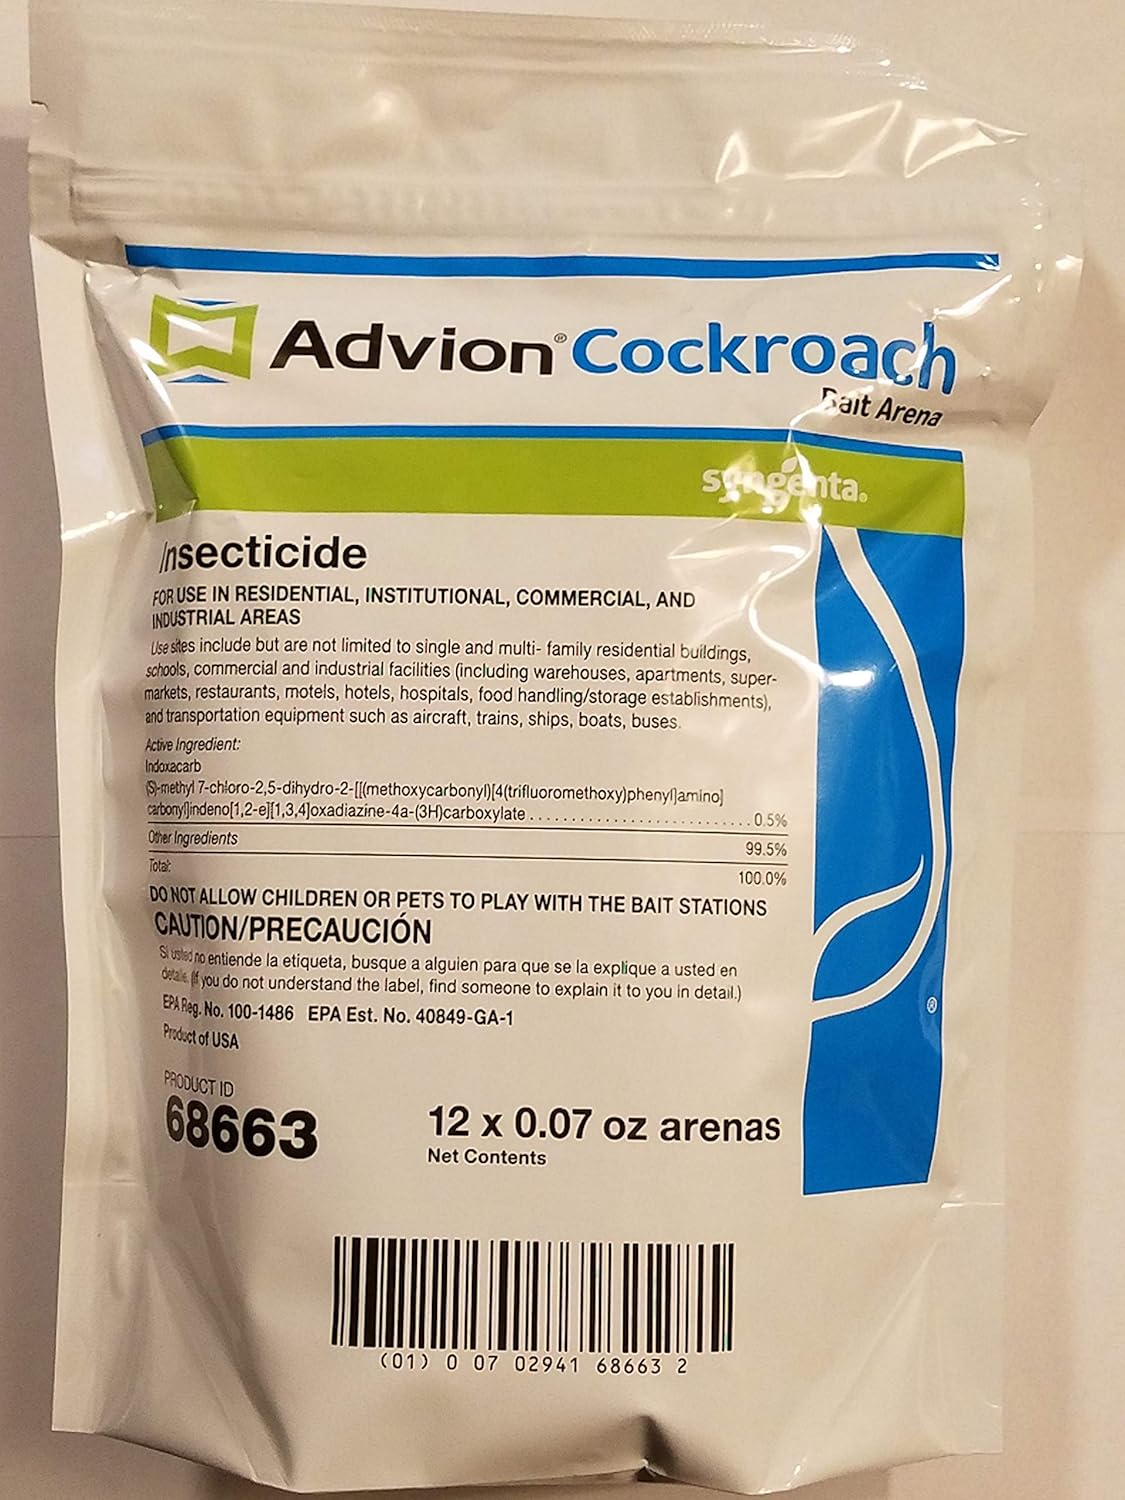 Advion® Cockroach
Bait Arena
syngenta®
Insecticide
FOR USE IN RESIDENTIAL, INSTITUTIONAL, COMMERCIAL, AND
INDUSTRIAL AREAS
Use sites include but are not limited to single and multi- family residential buildings,
schools, commercial and industrial facilities (including warehouses, apartments, super-
markets, restaurants, motels, hotels, hospitals, food handling/storage establishments),
and transportation equipment such as aircraft, trains, ships, boats, buses.
Active Ingredient:
Indoxacarb
(S)-methyl 7-chloro-2,5-dihydro-2-[[(methoxycarbonyl)[4(trifluoromethoxy)phenyl]amino]
carbonyl]indeno[1,2-e][1,3,4]oxadiazine-4a-(3H)carboxylate ........................... 0.5%
Other Ingredients 99.5%
Total: 100.0%
DO NOT ALLOW CHILDREN OR PETS TO PLAY WITH THE BAIT STATIONS
CAUTION/PRECAUCIÓN
Si usted no entiende la etiqueta, busque a alguien para que se la explique a usted en
detalle. (If you do not understand the label, find someone to explain it to you in detail.)
EPA Reg. No. 100-1486 EPA Est. No. 40849-GA-1
Product of USA
®
PRODUCT ID
68663
12 x 0.07 oz arenas
Net Contents
(01) 0 07 02941 68663 2